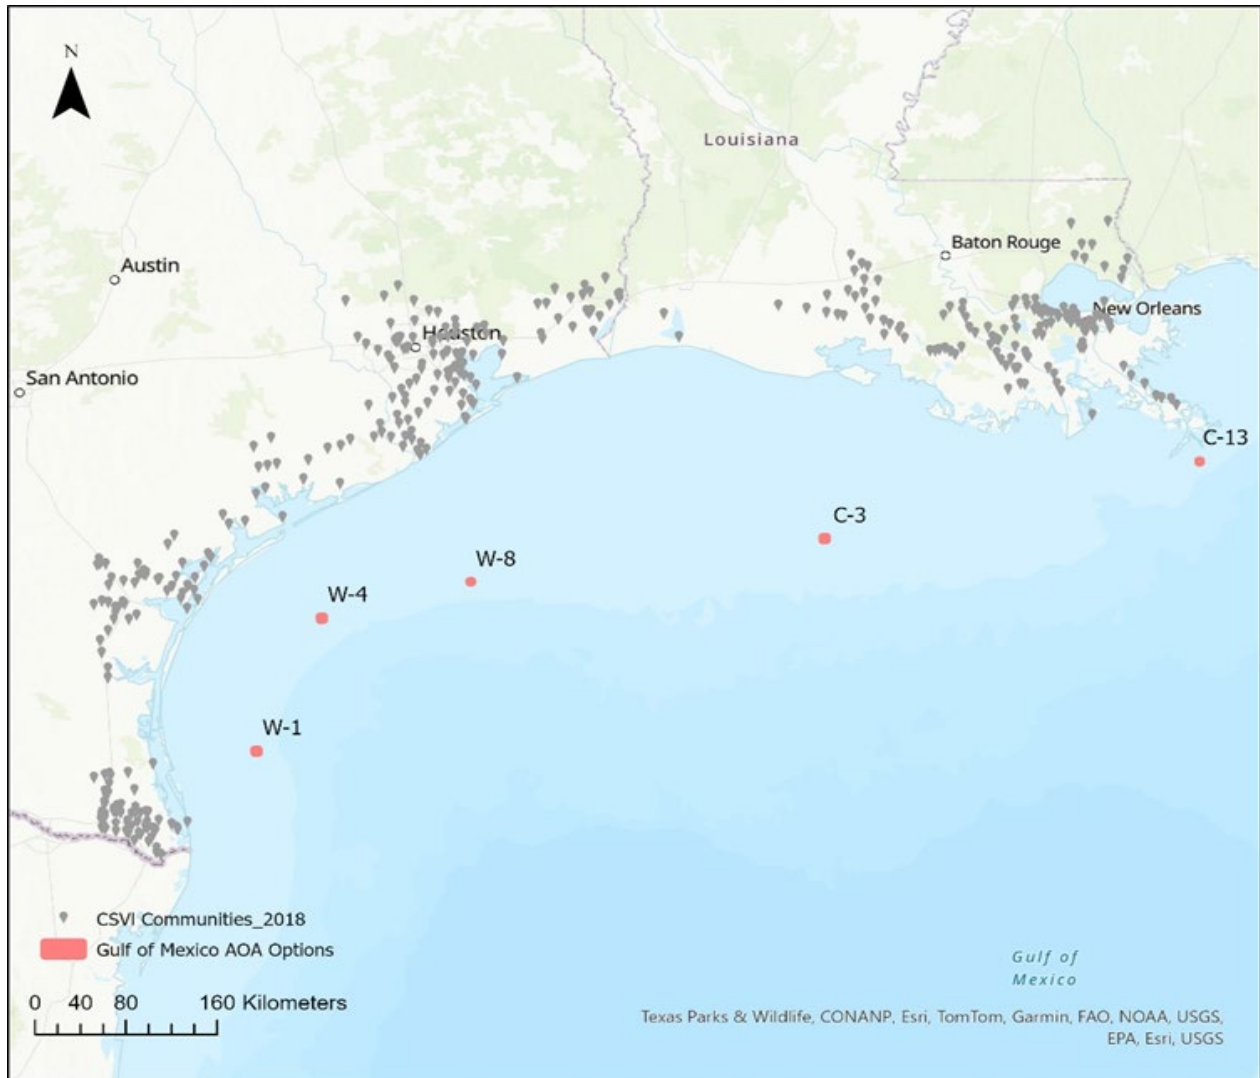 N
Louisiana
Baton Rouge
Austin
New Orleans
Houston
San Antonio
C-13
C-3
W-8
W-4
W-1
CSVI Communities_2018
Gulf of Mexico AOA Options
0 40 80 160 Kilometers
Gulf of
Mexico
Texas Parks & Wildlife, CONANP, Esri, TomTom, Garmin, FAO, NOAA, USGS,
EPA, Esri, USGS